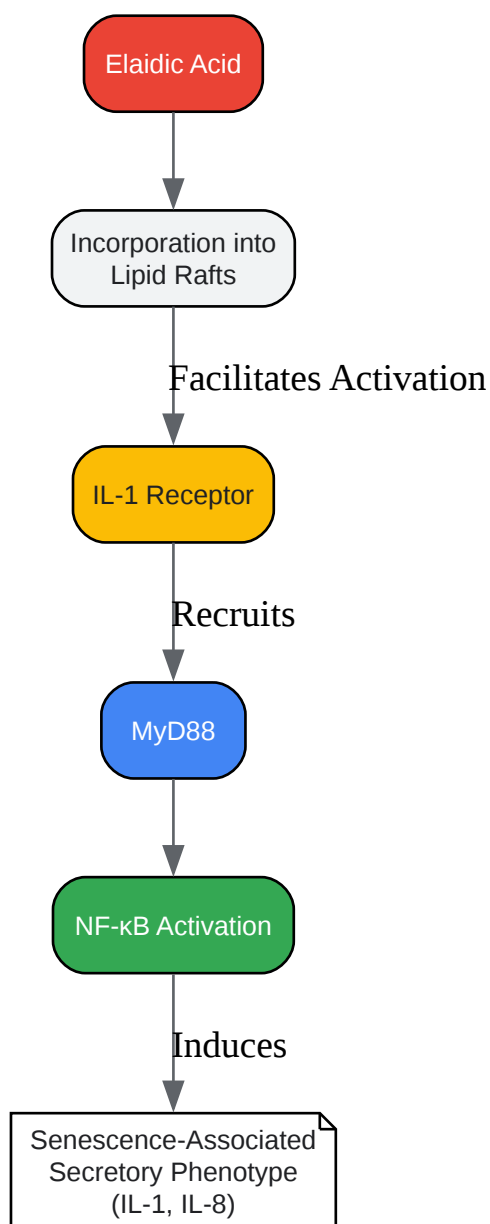 Elaidic Acid
Incorporation into
Lipid Rafts
Facilitates Activation
IL-1 Receptor
Recruits
MyD88
NF-κB Activation
Induces
Senescence-Associated
Secretory Phenotype
(IL-1, IL-8)